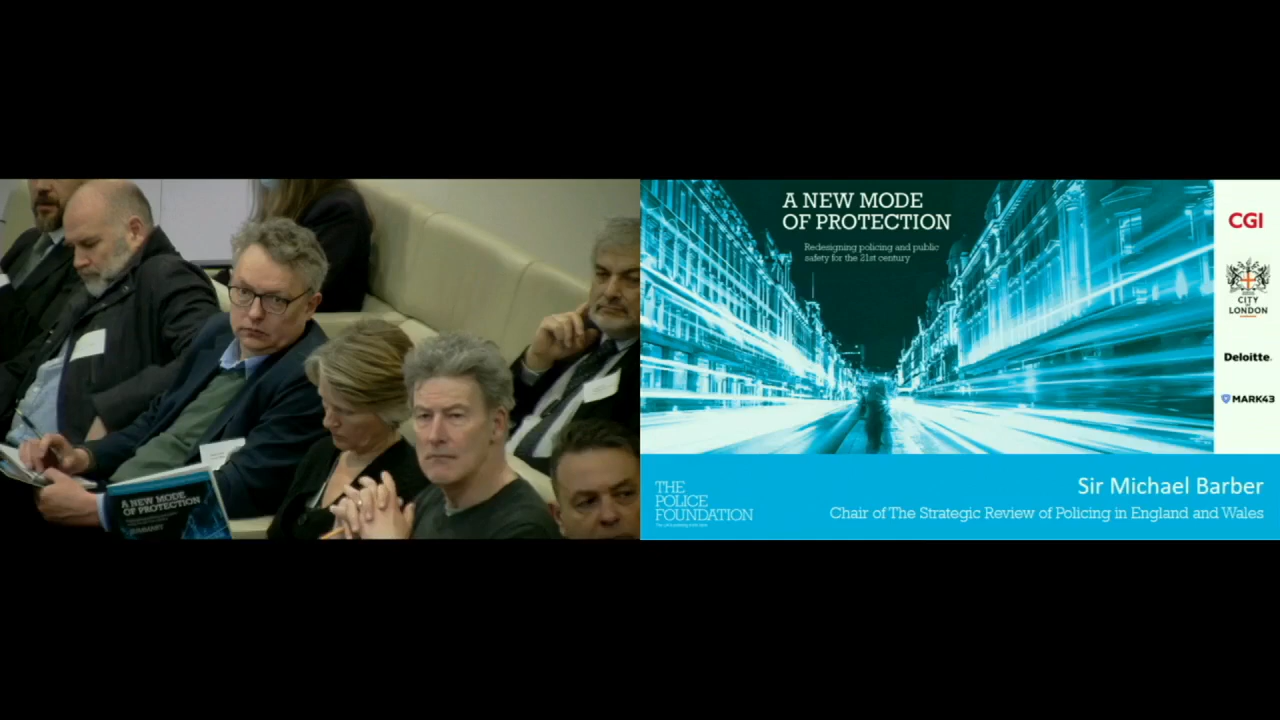 A NEW MODE
OF PROTECTION
SUMMARY
A NEW MODE
OF PROTECTION
Redesigning policing and public
safety for the 21st century
CGI
CITY
OF
LONDON
Deloitte.
MARK43
THE
POLICE
FOUNDATION
Sir Michael Barber
Chair of The Strategic Review of Policing in England and Wales